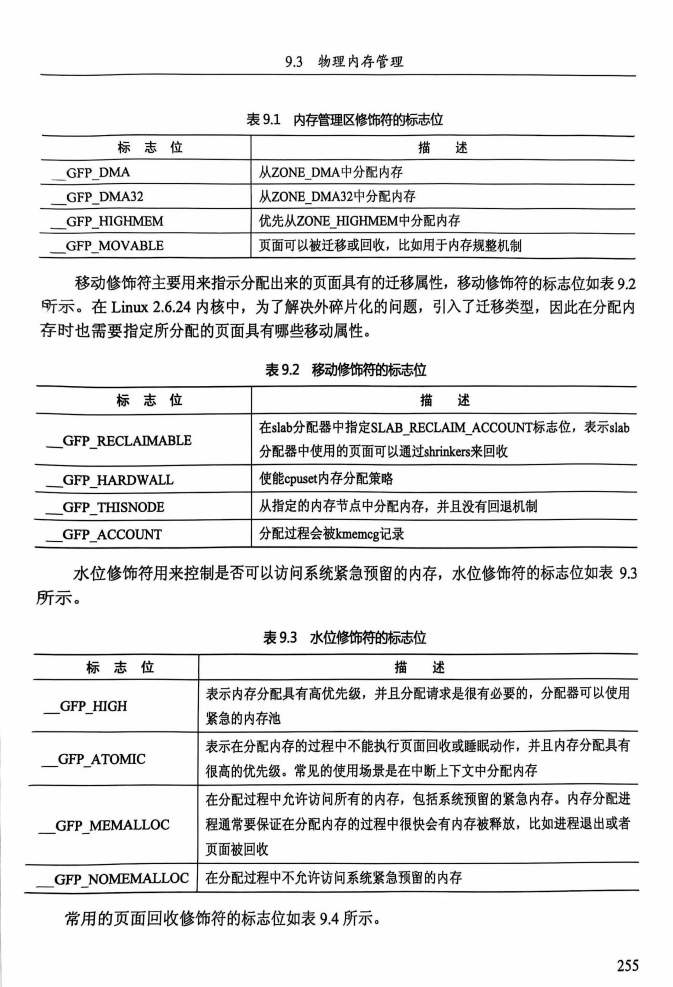 9.3 物理内存管理
表 9.1 内存管理区修饰符的标志位
标 志 位 描 述
__GFP_DMA 从ZONE_DMA中分配内存
__GFP_DMA32 从ZONE_DMA32中分配内存
__GFP_HIGHMEM 优先从ZONE_HIGHMEM中分配内存
__GFP_MOVABLE 页面可以被迁移或回收，比如用于内存规整机制
移动修饰符主要用来指示分配出来的页面具有的迁移属性，移动修饰符的标志位如表 9.2
所示。在 Linux 2.6.24 内核中，为了解决外碎片化的问题，引入了迁移类型，因此在分配内
存时也需要指定所分配的页面具有哪些移动属性。
表 9.2 移动修饰符的标志位
标 志 位 描 述
__GFP_RECLAIMABLE 在slab分配器中指定SLAB_RECLAIM_ACCOUNT标志位，表示slab
分配器中使用的页面可以通过shrinkers来回收
__GFP_HARDWALL 使能cpuset内存分配策略
__GFP_THISNODE 从指定的内存节点中分配内存，并且没有回退机制
__GFP_ACCOUNT 分配过程会被kmemcg记录
水位修饰符用来控制是否可以访问系统紧急预留的内存，水位修饰符的标志位如表 9.3
所示。
表 9.3 水位修饰符的标志位
标 志 位 描 述
__GFP_HIGH 表示内存分配具有高优先级，并且分配请求是很有必要的，分配器可以使用
紧急的内存池
__GFP_ATOMIC 表示在分配内存的过程中不能执行页面回收或睡眠动作，并且内存分配具有
很高的优先级。常见的使用场景是在中断上下文中分配内存
__GFP_MEMALLOC 在分配过程中允许访问所有的内存，包括系统预留的紧急内存。内存分配进
程通常要保证在分配内存的过程中很快会有内存被释放，比如进程退出或者
页面被回收
__GFP_NOMEMALLOC 在分配过程中不允许访问系统紧急预留的内存
常用的页面回收修饰符的标志位如表 9.4 所示。
255